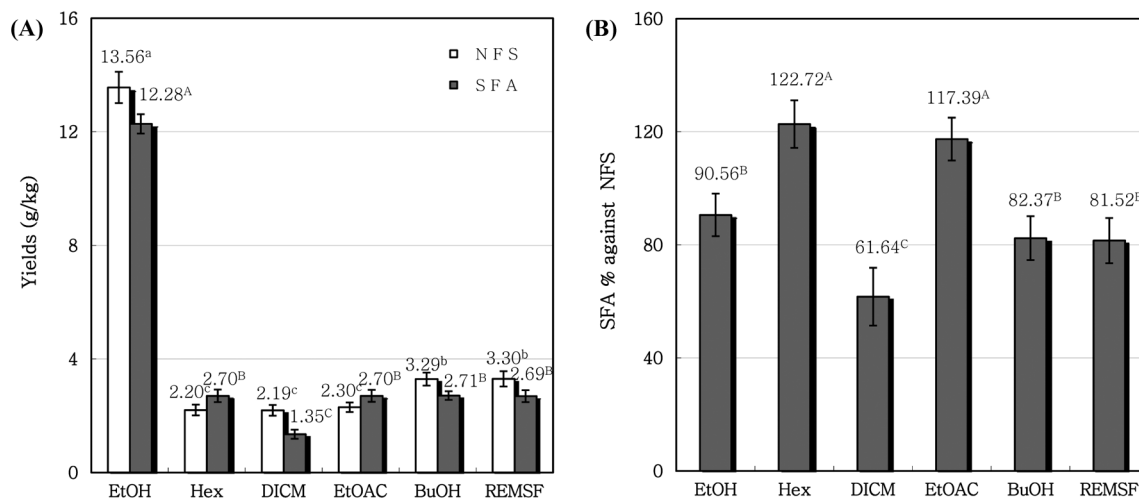 (A)
16
12
8
4
0
Yields (g/kg)
NFS
SFA
13.56a
12.28A
2.20c
2.70B
2.19c
1.35C
2.30c
2.70B
3.29b
2.71B
3.30b
2.69B
EtOH Hex DICM EtOAC BuOH REMSF
(B)
160
120
80
40
0
SFA % against NFS
90.56B
122.72A
61.64C
117.39A
82.37B
81.52B
EtOH Hex DICM EtOAC BuOH REMSF